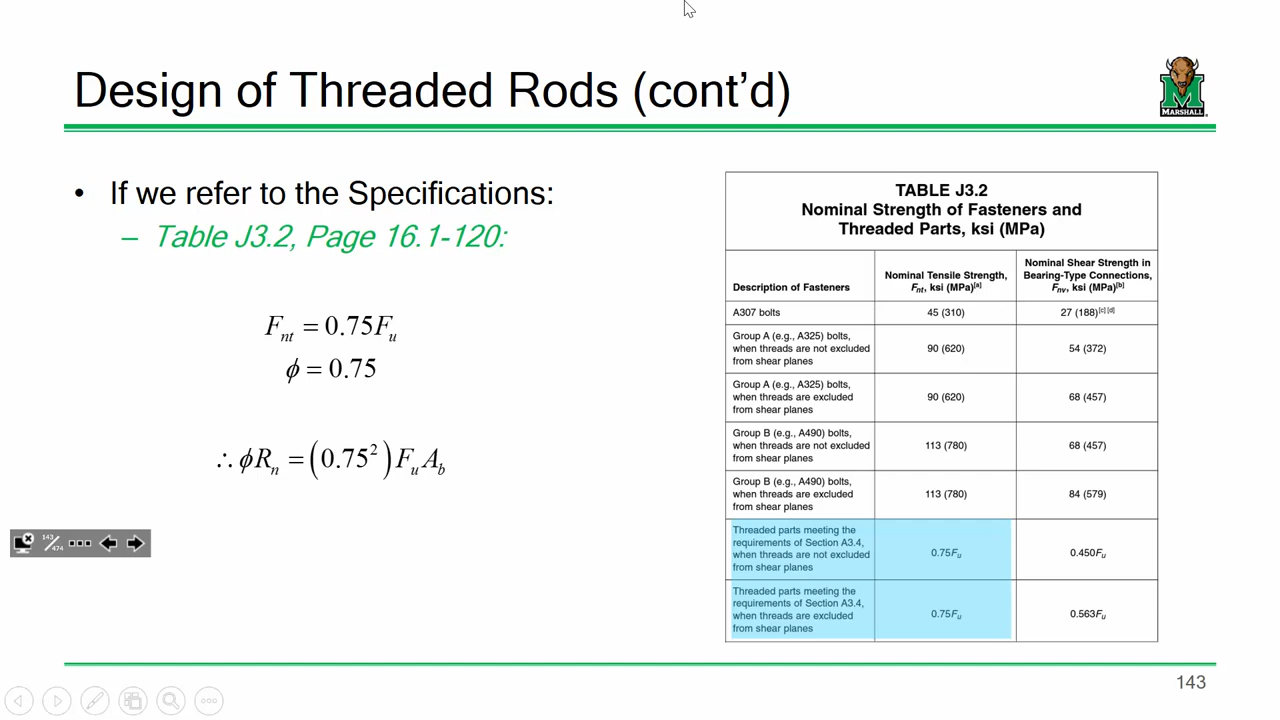 Design of Threaded Rods (cont’d)
MARSHALL
• If we refer to the Specifications:
– Table J3.2, Page 16.1-120:
F_nt = 0.75F_u
ϕ = 0.75
∴ ϕR_n = (0.75²) F_u A_b
TABLE J3.2
Nominal Strength of Fasteners and
Threaded Parts, ksi (MPa)
Description of Fasteners
Nominal Tensile Strength,
F_nt, ksi (MPa)[a]
Nominal Shear Strength in
Bearing-Type Connections,
F_nv, ksi (MPa)[b]
A307 bolts
45 (310)
27 (188)[c][d]
Group A (e.g., A325) bolts,
when threads are not excluded
from shear planes
90 (620)
54 (372)
Group A (e.g., A325) bolts,
when threads are excluded
from shear planes
90 (620)
68 (457)
Group B (e.g., A490) bolts,
when threads are not excluded
from shear planes
113 (780)
68 (457)
Group B (e.g., A490) bolts,
when threads are excluded
from shear planes
113 (780)
84 (579)
Threaded parts meeting the
requirements of Section A3.4,
when threads are not excluded
from shear planes
0.75F_u
0.450F_u
Threaded parts meeting the
requirements of Section A3.4,
when threads are excluded
from shear planes
0.75F_u
0.563F_u
143/474
143